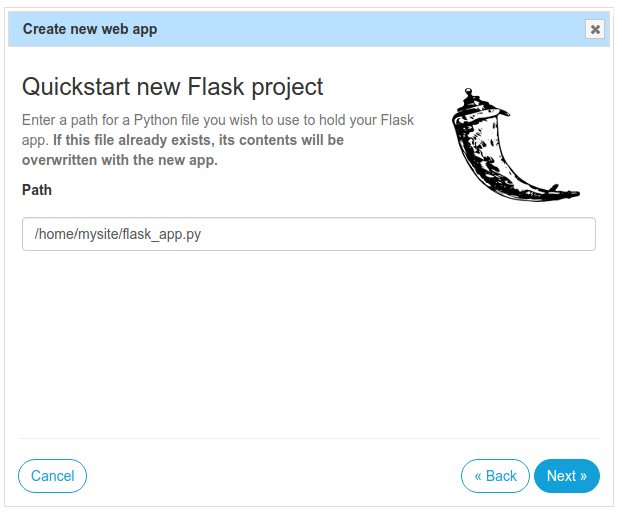 Create new web app
Quickstart new Flask project
Enter a path for a Python file you wish to use to hold your Flask
app. If this file already exists, its contents will be
overwritten with the new app.
Path
/home/mysite/flask_app.py
Cancel
« Back
Next »